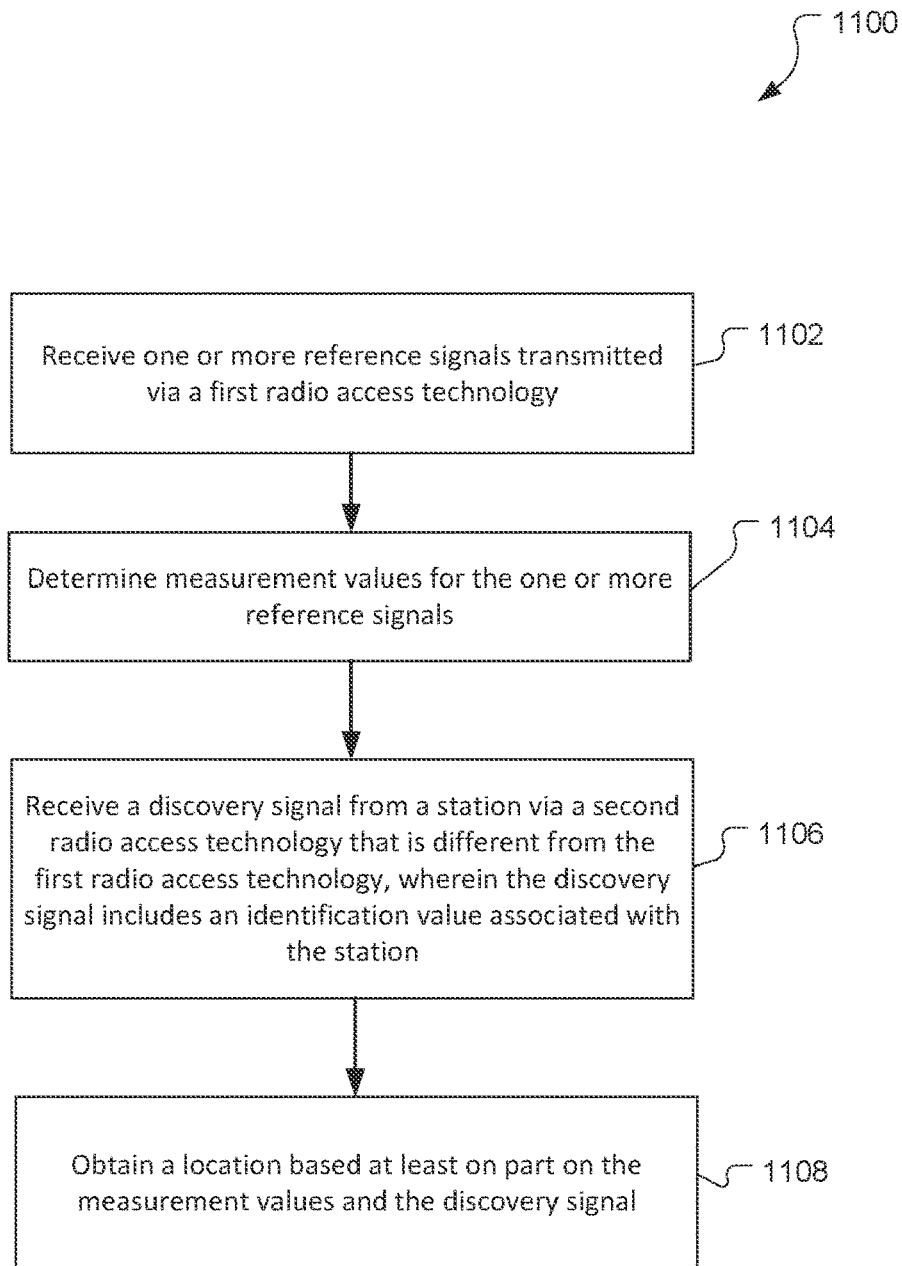 1100
Receive one or more reference signals transmitted
via a first radio access technology
1102
Determine measurement values for the one or more
reference signals
1104
Receive a discovery signal from a station via a second
radio access technology that is different from the
first radio access technology, wherein the discovery
signal includes an identification value associated with
the station
1106
Obtain a location based at least on part on the
measurement values and the discovery signal
1108